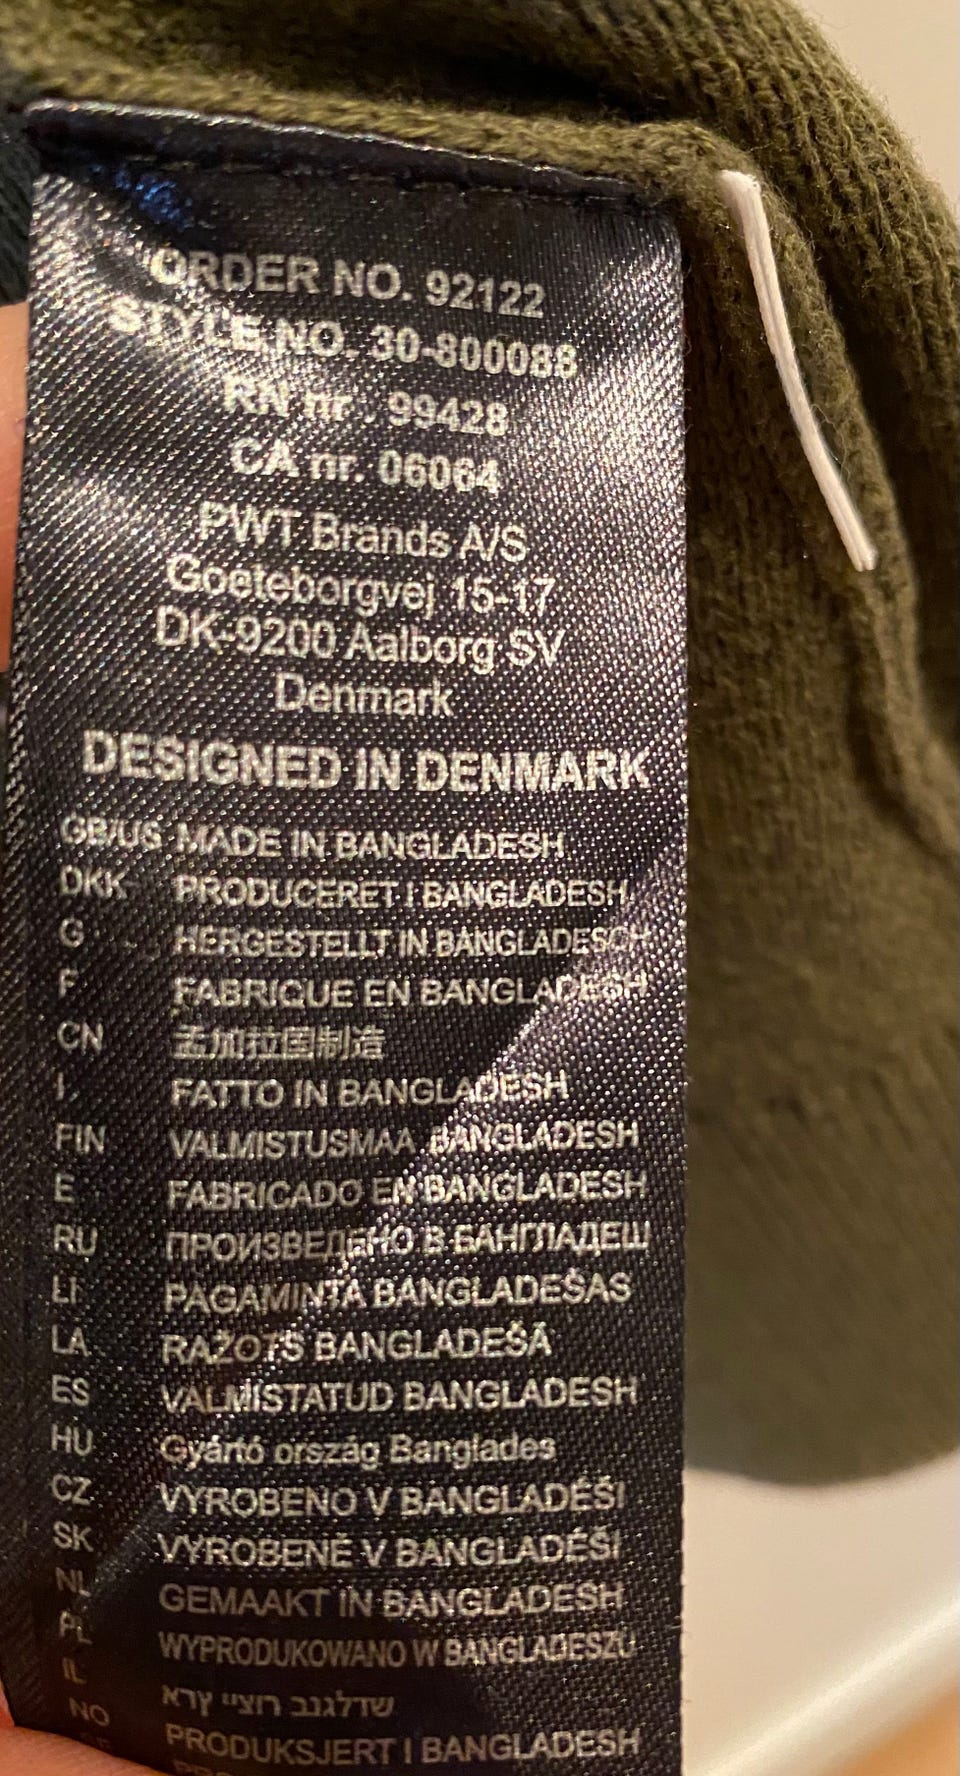 ORDER NO. 92122
STYLE NO. 30-800088
RN nr. 99428
CA nr. 06064
PWT Brands A/S
Goeteborgvej 15-17
DK-9200 Aalborg SV
Denmark
DESIGNED IN DENMARK
GB/US MADE IN BANGLADESH
DKK PRODUCERET I BANGLADESH
G HERGESTELLT IN BANGLADESCH
F FABRIQUE EN BANGLADESH
CN 孟加拉国制造
I FATTO IN BANGLADESH
FIN VALMISTUSMAA BANGLADESH
E FABRICADO EN BANGLADESH
RU ПРОИЗВЕДЕНО В БАНГЛАДЕШ
LI PAGAMINTA BANGLADEŠAS
LA RAŽOTS BANGLADEŠĀ
ES VALMISTATUD BANGLADESH
HU Gyártó ország Banglades
CZ VYROBENO V BANGLADÉŠI
SK VYROBENÉ V BANGLADÉŠI
NL GEMAAKT IN BANGLADESH
PL WYPRODUKOWANO W BANGLADESZU
IL שדלגנב רוציי ץרא
NO PRODUKSJERT I BANGLADESH